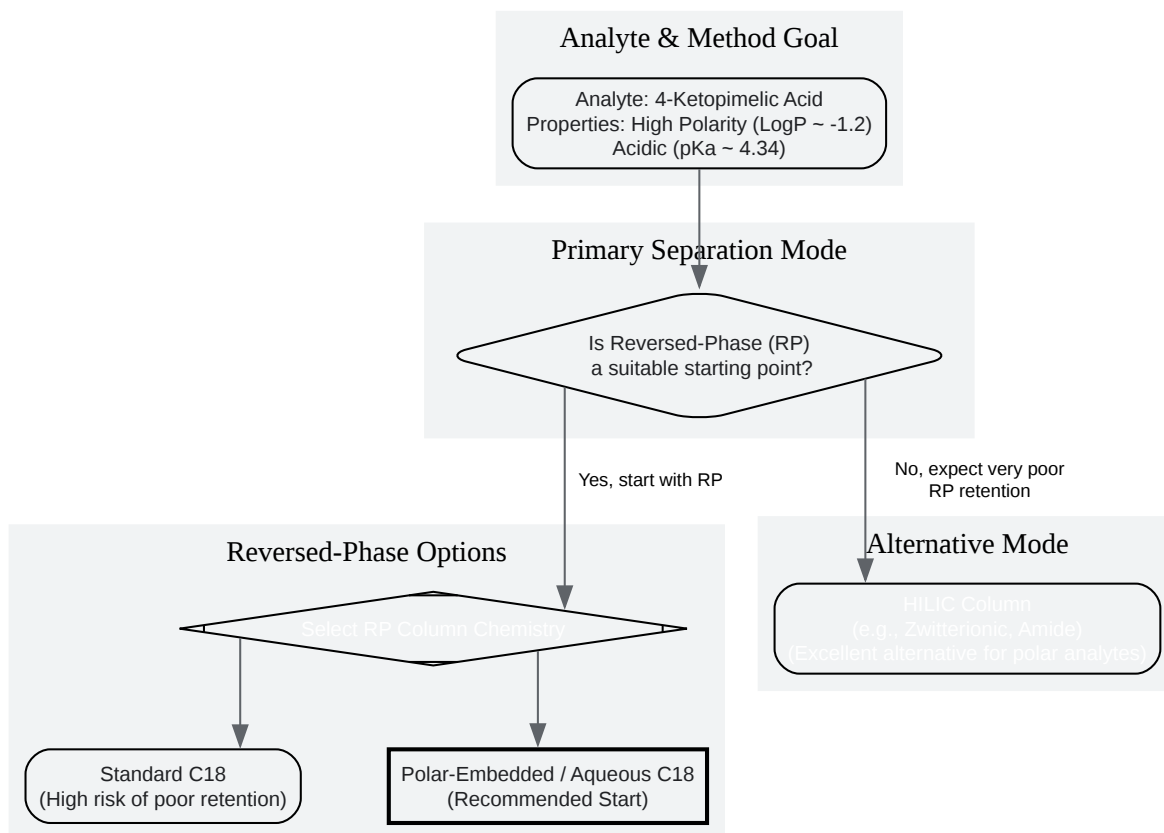 Analyte & Method Goal
Analyte: 4-Ketopimelic Acid
Properties: High Polarity (LogP ~ -1.2)
Acidic (pKa ~ 4.34)
Primary Separation Mode
Is Reversed-Phase (RP)
a suitable starting point?
Yes, start with RP
No, expect very poor
RP retention
Reversed-Phase Options
Select RP Column Chemistry
Standard C18
(High risk of poor retention)
Polar-Embedded / Aqueous C18
(Recommended Start)
Alternative Mode
HILIC Column
(e.g., Zwitterionic, Amide)
(Excellent alternative for polar analytes)